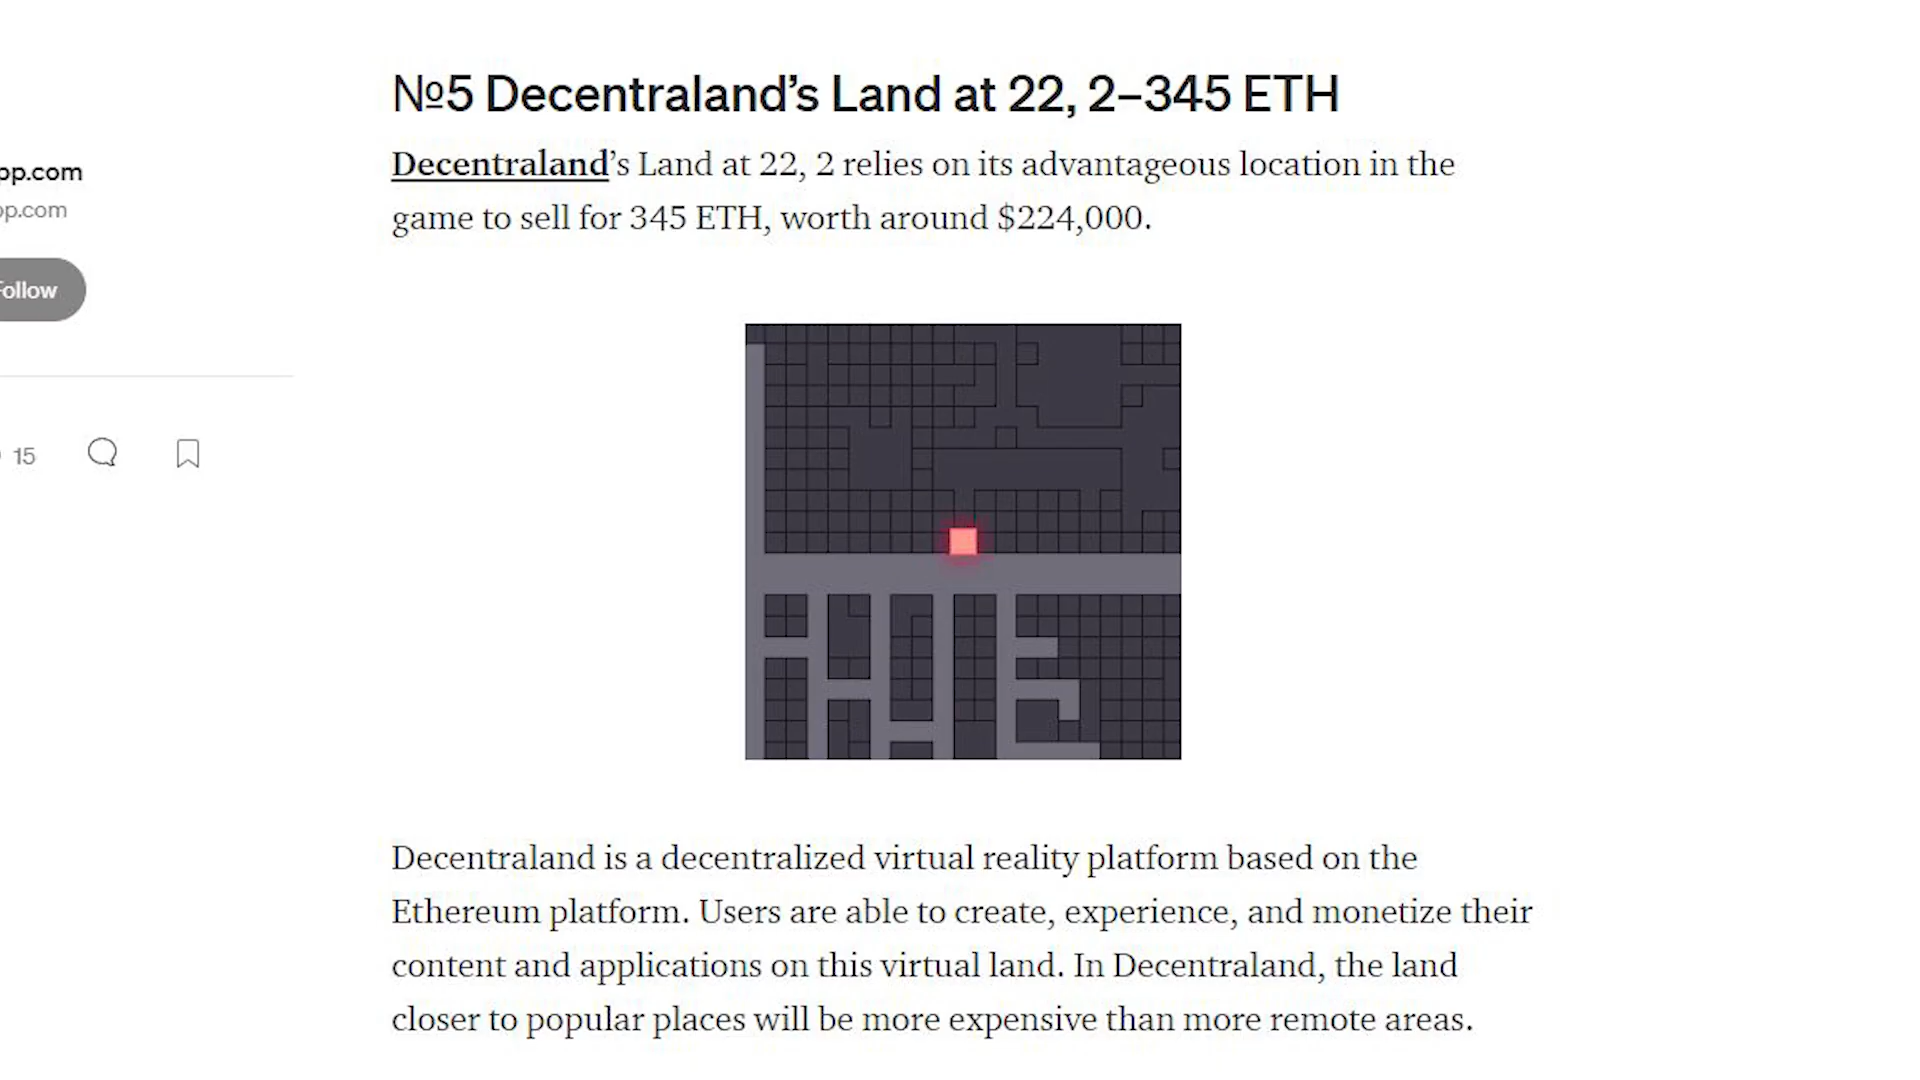 №5 Decentraland’s Land at 22, 2–345 ETH
Decentraland’s Land at 22, 2 relies on its advantageous location in the
game to sell for 345 ETH, worth around $224,000.
pp.com
pp.com
Follow
15
Decentraland is a decentralized virtual reality platform based on the
Ethereum platform. Users are able to create, experience, and monetize their
content and applications on this virtual land. In Decentraland, the land
closer to popular places will be more expensive than more remote areas.